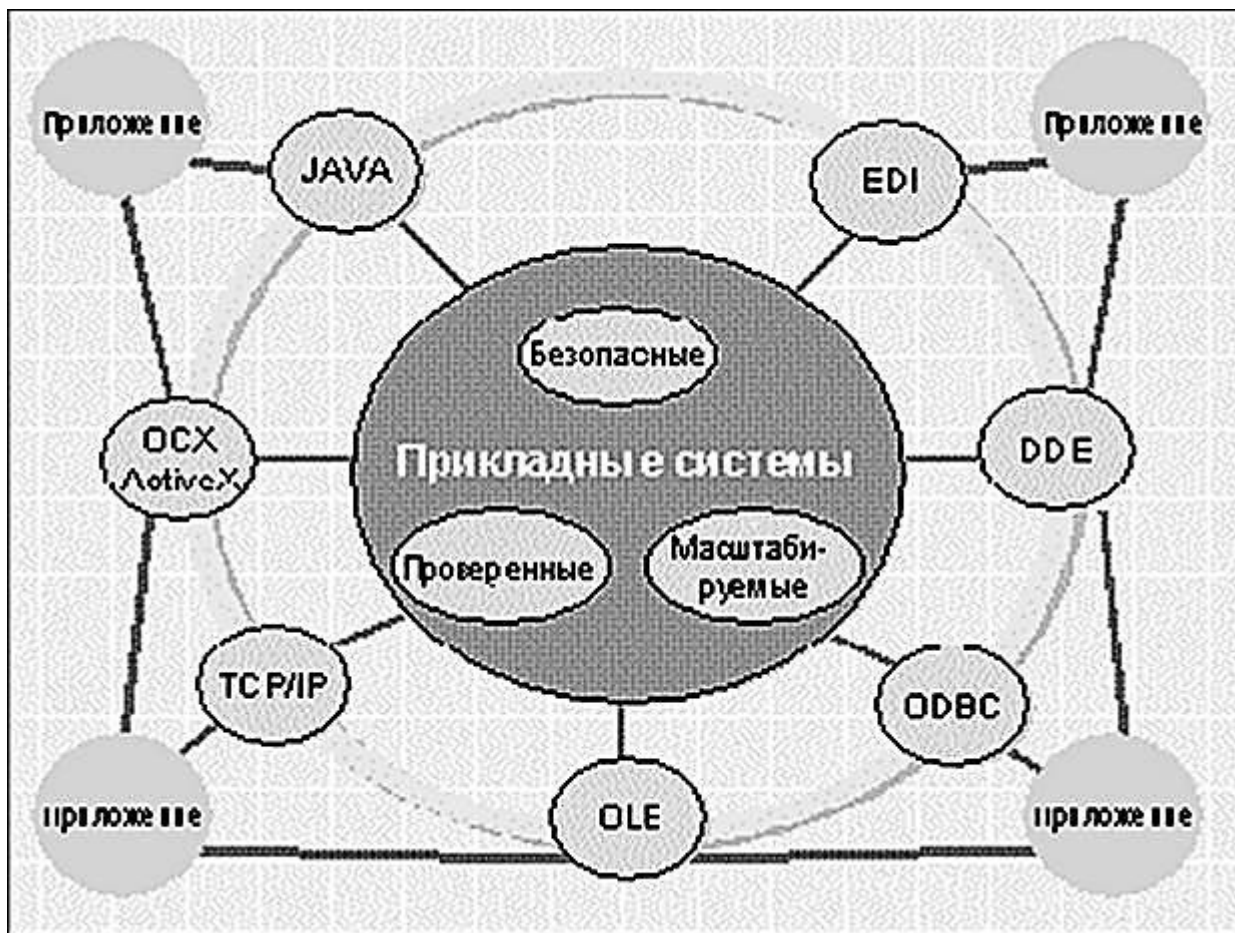 Приложение
Приложение
JAVA
EDI
Безопасные
OCX
ActiveX
Прикладные системы
DDE
Проверенные
Масштаби-
руемые
TCP/IP
ODBC
Приложение
OLE
Приложение